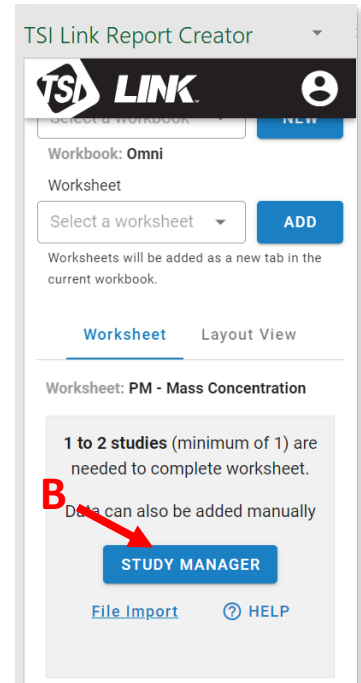 TSI Link Report Creator
TSI LINK
Select a workbook NEW
Workbook: Omni
Worksheet
Select a worksheet ADD
Worksheets will be added as a new tab in the
current workbook.
Worksheet Layout View
Worksheet: PM - Mass Concentration
1 to 2 studies (minimum of 1) are
needed to complete worksheet.
B
Data can also be added manually
STUDY MANAGER
File Import ? HELP